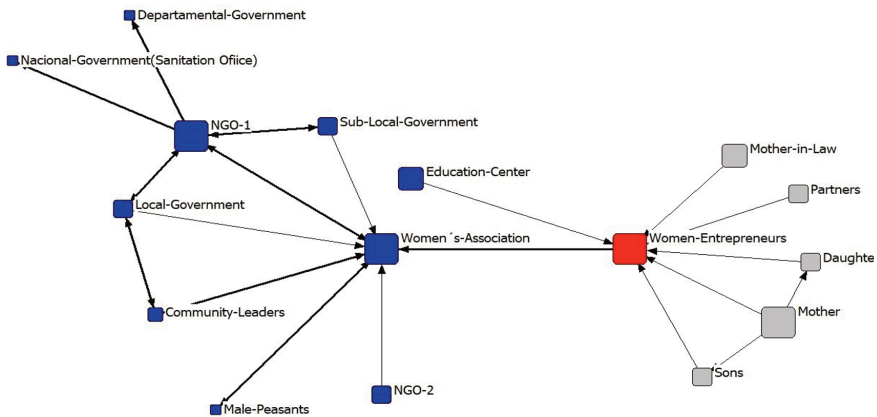 Departamental-Government
Nacional-Government(Sanitation Ofiice)
NGO-1
Sub-Local-Government
Mother-in-Law
Education-Center
Partners
Local-Government
Women´s-Association
Women-Entrepreneurs
Daughte
Community-Leaders
Mother
Sons
NGO-2
Male-Peasants